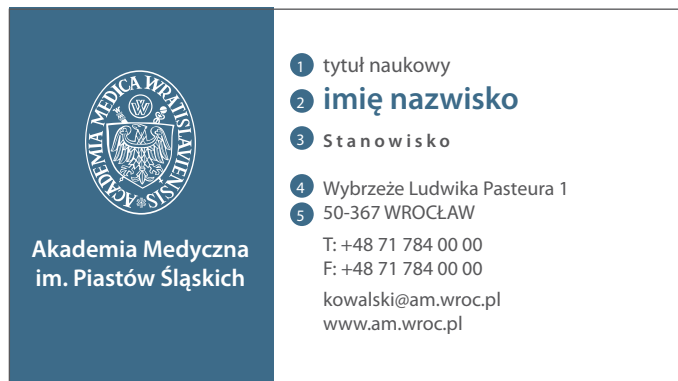 ACADEMIA MEDICA WRATISLAVIENSIS
W
Akademia Medyczna
im. Piastów Śląskich
1 tytuł naukowy
2 imię nazwisko
3 Stanowisko
4 Wybrzeże Ludwika Pasteura 1
5 50-367 WROCŁAW
T: +48 71 784 00 00
F: +48 71 784 00 00
kowalski@am.wroc.pl
www.am.wroc.pl